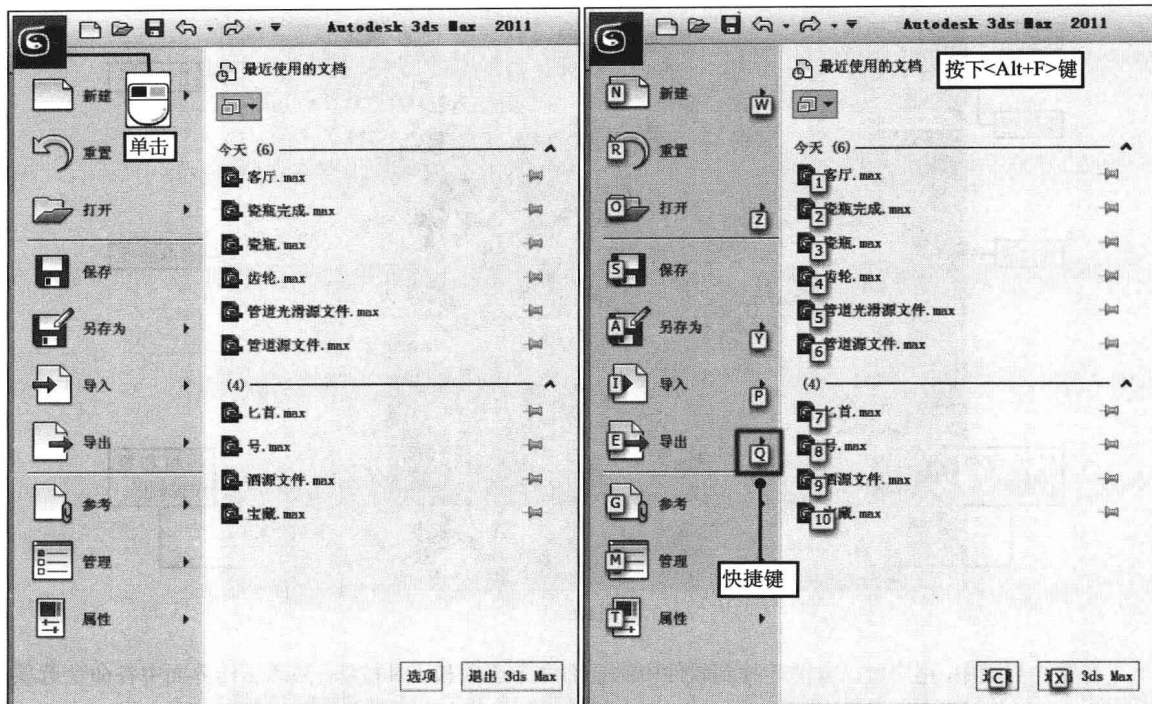 Autodesk 3ds Max 2011
最近使用的文档
新建
单击
重置
打开
保存
另存为
导入
导出
参考
管理
属性
今天 (6)
客厅.max
瓷瓶完成.max
瓷瓶.max
齿轮.max
管道光滑源文件.max
管道源文件.max
(4)
匕首.max
号.max
酒源文件.max
宝藏.max
选项
退出 3ds Max
Autodesk 3ds Max 2011
最近使用的文档
按下<Alt+F>键
N 新建 W
R 重置
O 打开 Z
S 保存
A 另存为 Y
I 导入 P
E 导出 Q
G 参考
M 管理
T 属性
快捷键
今天 (6)
1 客厅.max
2 瓷瓶完成.max
3 瓷瓶.max
4 齿轮.max
5 管道光滑源文件.max
6 管道源文件.max
(4)
7 匕首.max
8 号.max
9 酒源文件.max
10 藏.max
C
X 3ds Max